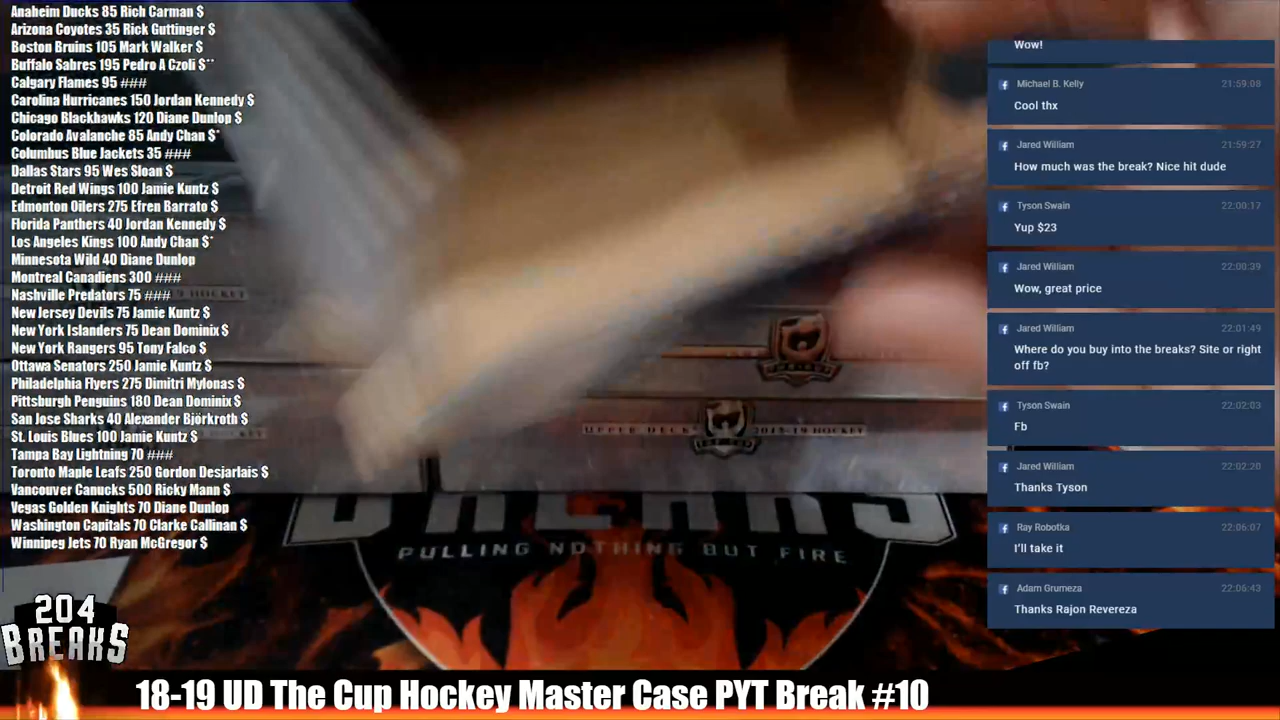 Anaheim Ducks 85 Rich Carman $
Arizona Coyotes 35 Rick Guttinger $
Boston Bruins 105 Mark Walker $
Buffalo Sabres 195 Pedro A Czoli $**
Calgary Flames 95 ###
Carolina Hurricanes 150 Jordan Kennedy $
Chicago Blackhawks 120 Diane Dunlop $
Colorado Avalanche 85 Andy Chan $*
Columbus Blue Jackets 35 ###
Dallas Stars 95 Wes Sloan $
Detroit Red Wings 100 Jamie Kuntz $
Edmonton Oilers 275 Efren Barrato $
Florida Panthers 40 Jordan Kennedy $
Los Angeles Kings 100 Andy Chan $*
Minnesota Wild 40 Diane Dunlop
Montreal Canadiens 300 ###
Nashville Predators 75 ###
New Jersey Devils 75 Jamie Kuntz $
New York Islanders 75 Dean Dominix $
New York Rangers 95 Tony Falco $
Ottawa Senators 250 Jamie Kuntz $
Philadelphia Flyers 275 Dimitri Mylonas $
Pittsburgh Penguins 180 Dean Dominix $
San Jose Sharks 40 Alexander Björkroth $
St. Louis Blues 100 Jamie Kuntz $
Tampa Bay Lightning 70 ###
Toronto Maple Leafs 250 Gordon Desjarlais $
Vancouver Canucks 500 Ricky Mann $
Vegas Golden Knights 70 Diane Dunlop
Washington Capitals 70 Clarke Callinan $
Winnipeg Jets 70 Ryan McGregor $
Wow!
Michael B. Kelly 21:59:08
Cool thx
Jared William 21:59:27
How much was the break? Nice hit dude
Tyson Swain 22:00:17
Yup $23
Jared William 22:00:39
Wow, great price
Jared William 22:01:49
Where do you buy into the breaks? Site or right
off fb?
Tyson Swain 22:02:03
Fb
Jared William 22:02:20
Thanks Tyson
Ray Robotka 22:06:07
I'll take it
Adam Grumeza 22:06:43
Thanks Rajon Revereza
HOCKEY
THE CUP
UPPER DECK THE CUP 2018-19 HOCKEY
BREAKS
PULLING NOTHING BUT FIRE
204
BREAKS
18-19 UD The Cup Hockey Master Case PYT Break #10